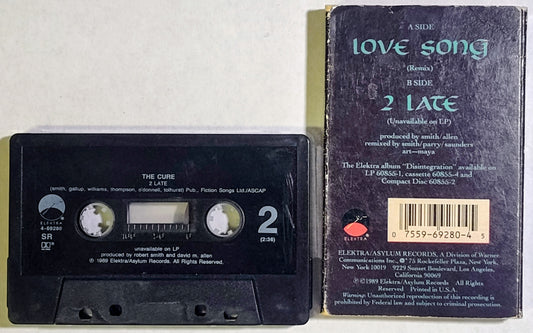 THE CURE
2 LATE
(smith, gallup, williams, thompson, o'donnell, tolhurst) Pub., Fiction Songs Ltd./ASCAP
ELEKTRA
4-69280
SR
2
(2:36)
unavailable on LP
produced by robert smith and david m. allen.
℗ © 1989 Elektra/Asylum Records. All Rights Reserved.
A SIDE
LOVE SONG
(Remix)
B SIDE
2 LATE
(Unavailable on LP)
produced by smith/allen
remixed by smith/parry/saunders
art—maya
The Elektra album "Disintegration" available on
LP 60855-1, cassette 60855-4 and
Compact Disc 60855-2
ELEKTRA
0 7559-69280-4 5
ELEKTRA/ASYLUM RECORDS, A Division of Warner
Communications Inc., ® 75 Rockefeller Plaza, New York,
New York 10019 9229 Sunset Boulevard, Los Angeles,
California 90069
℗©1989 Elektra/Asylum Records All Rights
Reserved Printed in U.S.A.
Warning: Unauthorized reproduction of this recording is
prohibited by Federal law and subject to criminal prosecution.